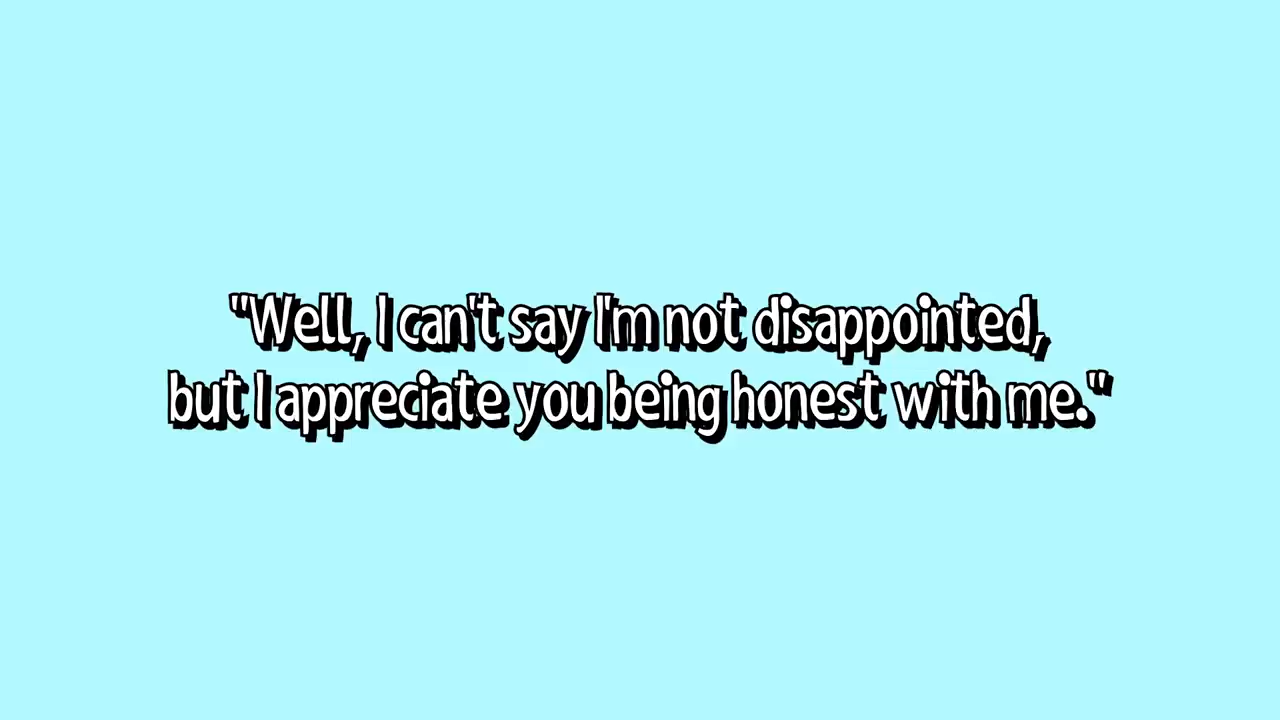 "Well, I can't say I'm not disappointed,
but I appreciate you being honest with me."